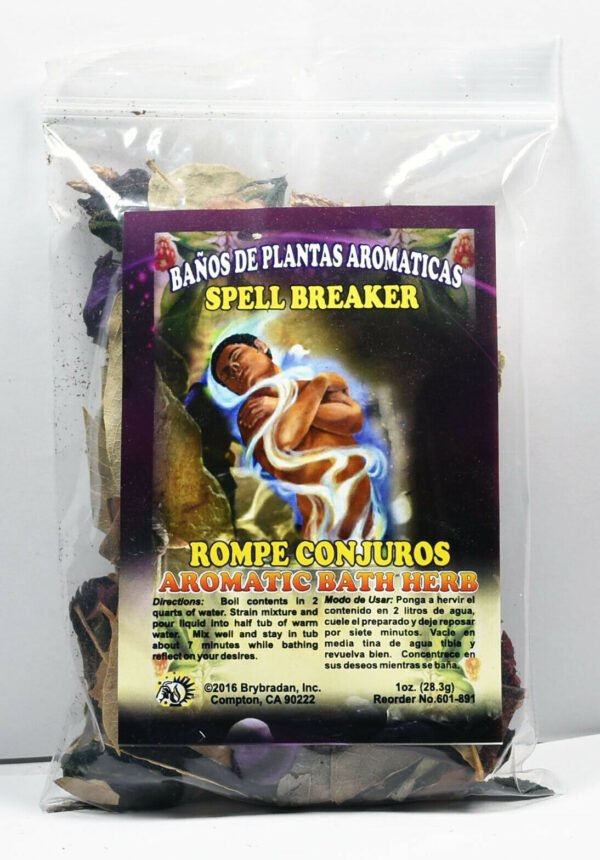 BAÑOS DE PLANTAS AROMATICAS
SPELL BREAKER
ROMPE CONJUROS
AROMATIC BATH HERB
Directions: Boil contents in 2
quarts of water. Strain mixture and
pour liquid into half tub of warm
water. Mix well and stay in tub
about 7 minutes while bathing
reflect on your desires.
Modo de Usar: Ponga a hervir el
contenido en 2 litros de agua,
cuele el preparado y deje reposar
por siete minutos. Vacle en
media tina de agua tibia y
revuelva bien. Concentrece en
sus deseos mientras se baña.
©2016 Brybradan, Inc.
Compton, CA 90222
1oz. (28.3g)
Reorder No.601-891